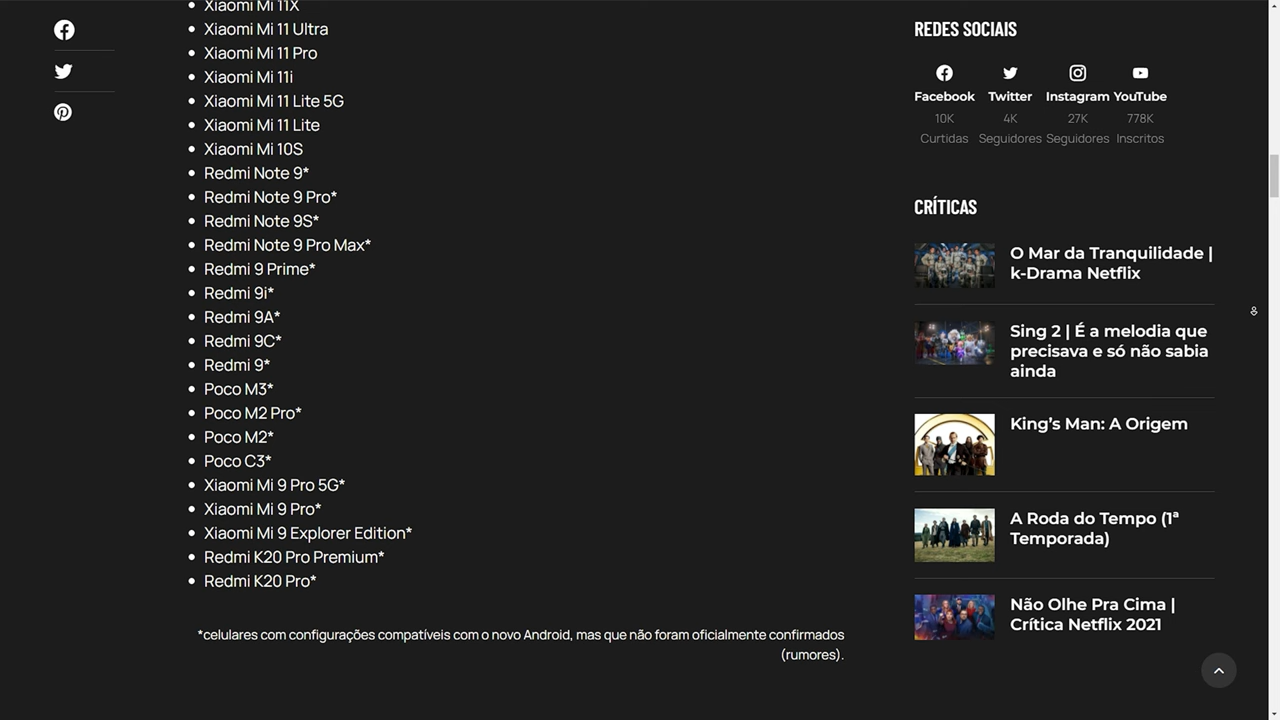 Xiaomi Mi 11X
Xiaomi Mi 11 Ultra
Xiaomi Mi 11 Pro
Xiaomi Mi 11i
Xiaomi Mi 11 Lite 5G
Xiaomi Mi 11 Lite
Xiaomi Mi 10S
Redmi Note 9*
Redmi Note 9 Pro*
Redmi Note 9S*
Redmi Note 9 Pro Max*
Redmi 9 Prime*
Redmi 9i*
Redmi 9A*
Redmi 9C*
Redmi 9*
Poco M3*
Poco M2 Pro*
Poco M2*
Poco C3*
Xiaomi Mi 9 Pro 5G*
Xiaomi Mi 9 Pro*
Xiaomi Mi 9 Explorer Edition*
Redmi K20 Pro Premium*
Redmi K20 Pro*
*celulares com configurações compatíveis com o novo Android, mas que não foram oficialmente confirmados
(rumores).
REDES SOCIAIS
Facebook Twitter Instagram YouTube
10K 4K 27K 778K
Curtidas Seguidores Seguidores Inscritos
CRÍTICAS
O Mar da Tranquilidade |
k-Drama Netflix
Sing 2 | É a melodia que
precisava e só não sabia
ainda
King’s Man: A Origem
A Roda do Tempo (1ª
Temporada)
Não Olhe Pra Cima |
Crítica Netflix 2021